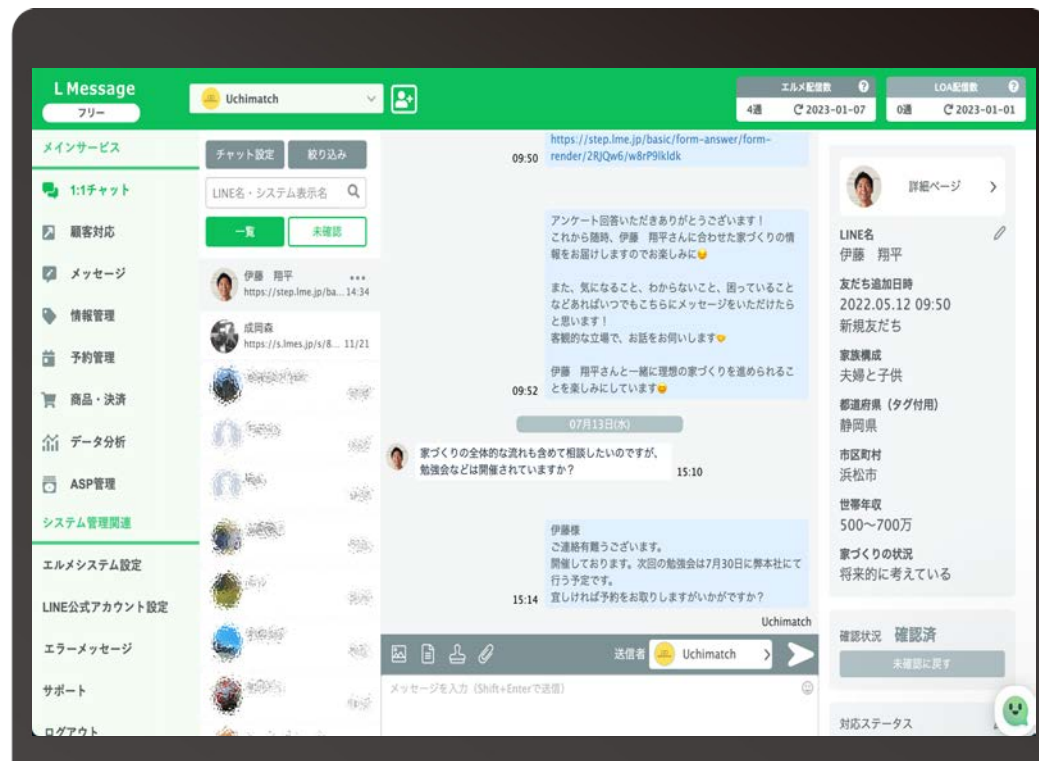 L Message
フリー
Uchimatch
エルメ配信数 ?
4通 2023-01-07
LOA配信数 ?
0通 2023-01-01
メインサービス
1:1チャット
顧客対応
メッセージ
情報管理
予約管理
商品・決済
データ分析
ASP管理
システム管理関連
エルメシステム設定
LINE公式アカウント設定
エラーメッセージ
サポート
ログアウト
チャット設定 絞り込み
LINE名・システム表示名
一覧 未確認
伊藤 翔平
https://step.lme.jp/ba... 14:34
成岡森
https://s.lmes.jp/s/8... 11/21
https://step.lme.jp/basic/form-answer/form-
09:50 render/2RJQw6/w8rP9lkldk
アンケート回答いただきありがとうございます！
これから随時、伊藤 翔平さんに合わせた家づくりの情
報をお届けしますのでお楽しみに😊
また、気になること、わからないこと、困っていること
などあればいつでもこちらにメッセージをいただけたら
と思います！
客観的な立場で、お話をお伺いします🤝
伊藤 翔平さんと一緒に理想の家づくりを進められるこ
09:52 とを楽しみにしています😊
07月13日(水)
家づくりの全体的な流れも含めて相談したいのですが、
勉強会などは開催されていますか？ 15:10
伊藤様
ご連絡有難うございます。
開催しております。次回の勉強会は7月30日に弊本社にて
行う予定です。
15:14 宜しければ予約をお取りしますがいかがですか？
Uchimatch
送信者 Uchimatch
メッセージを入力 (Shift+Enterで送信)
詳細ページ
LINE名
伊藤 翔平
友だち追加日時
2022.05.12 09:50
新規友だち
家族構成
夫婦と子供
都道府県（タグ付用）
静岡県
市区町村
浜松市
世帯年収
500〜700万
家づくりの状況
将来的に考えている
確認状況 確認済
未確認に戻す
対応ステータス